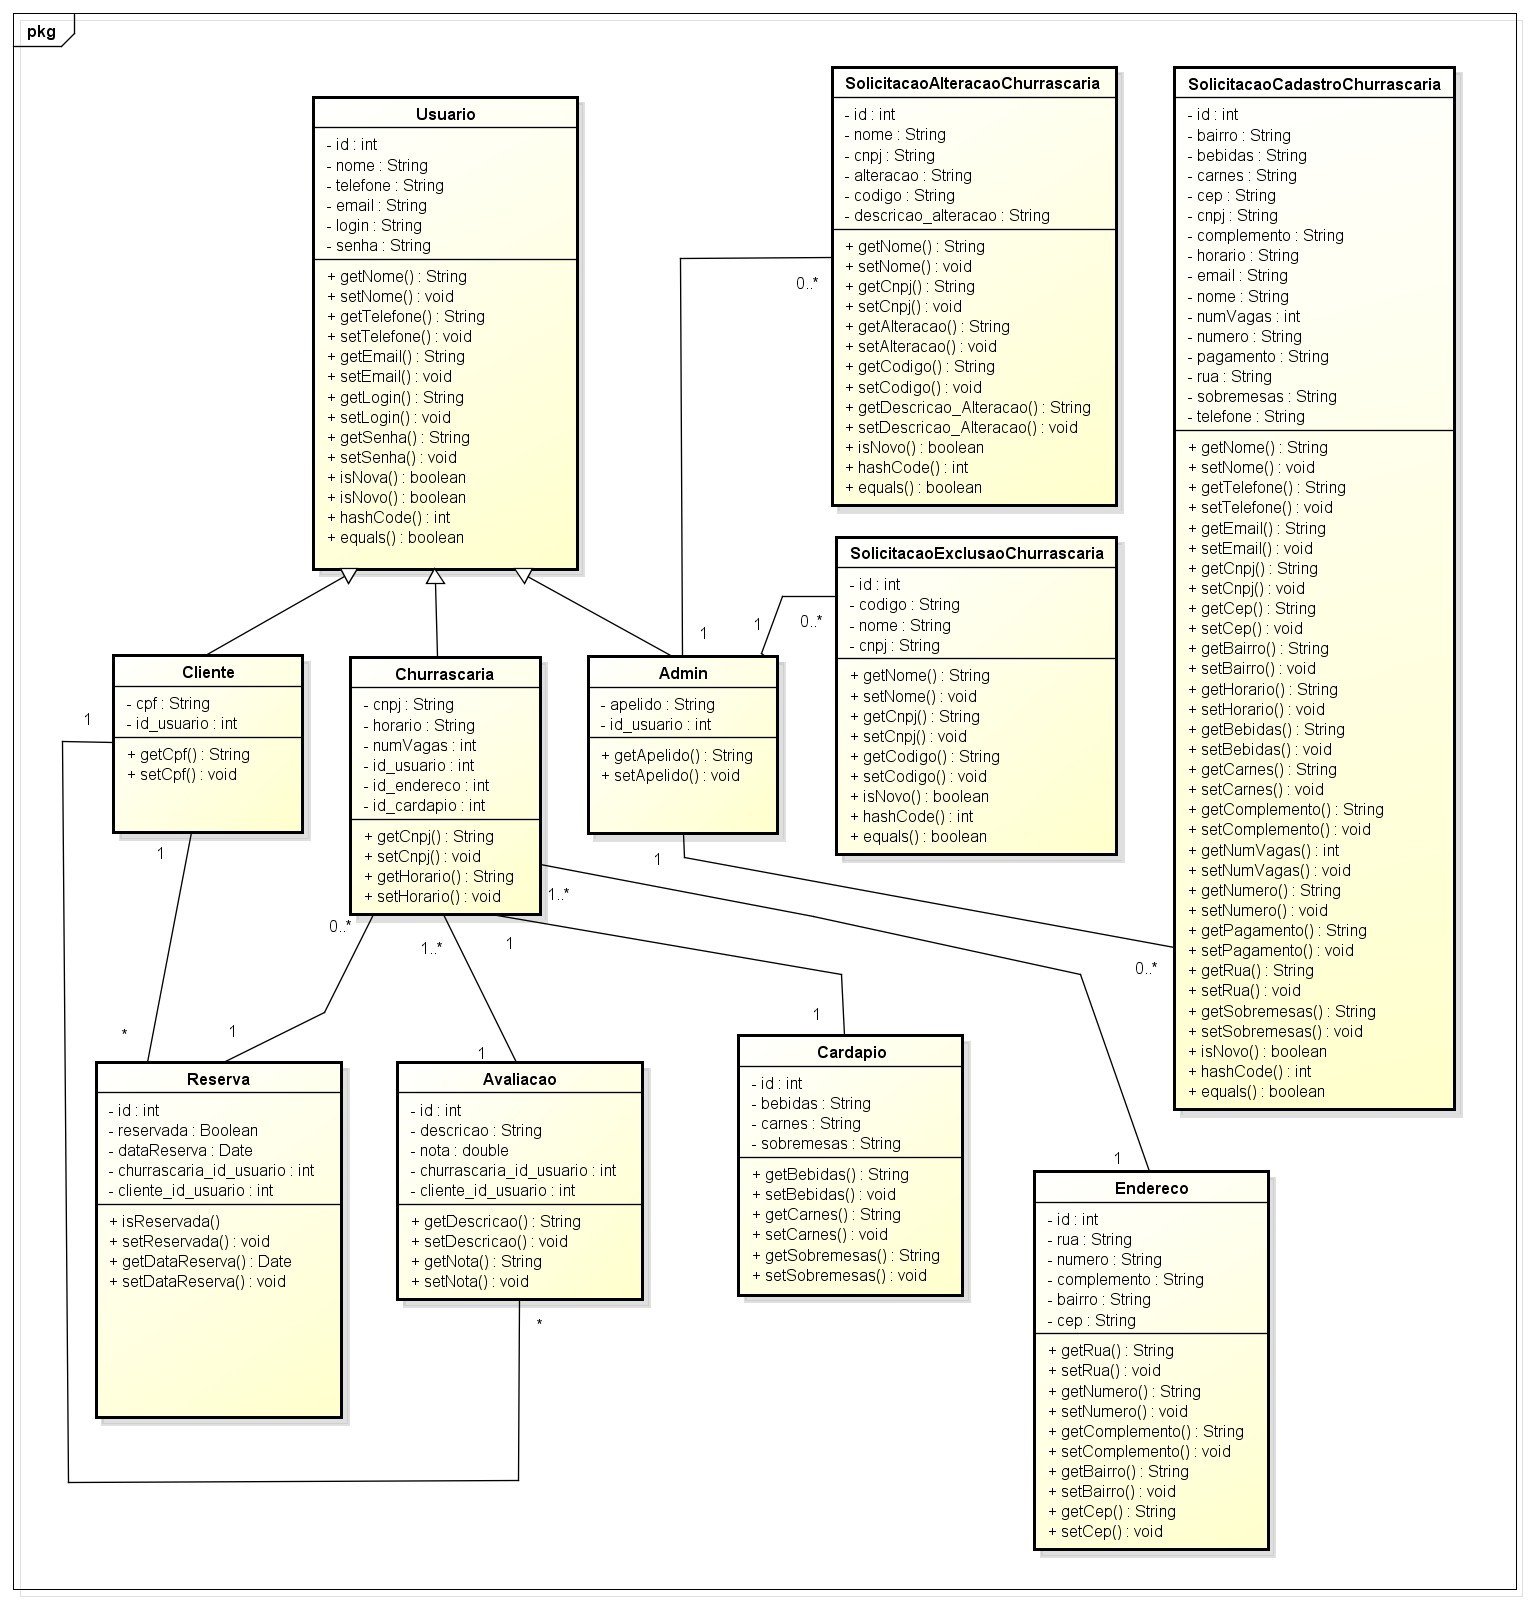 pkg
Usuario
- id : int
- nome : String
- telefone : String
- email : String
- login : String
- senha : String
+ getNome() : String
+ setNome() : void
+ getTelefone() : String
+ setTelefone() : void
+ getEmail() : String
+ setEmail() : void
+ getLogin() : String
+ setLogin() : void
+ getSenha() : String
+ setSenha() : void
+ isNova() : boolean
+ isNovo() : boolean
+ hashCode() : int
+ equals() : boolean
SolicitacaoAlteracaoChurrascaria
- id : int
- nome : String
- cnpj : String
- alteracao : String
- codigo : String
- descricao_alteracao : String
+ getNome() : String
+ setNome() : void
+ getCnpj() : String
+ setCnpj() : void
+ getAlteracao() : String
+ setAlteracao() : void
+ getCodigo() : String
+ setCodigo() : void
+ getDescricao_Alteracao() : String
+ setDescricao_Alteracao() : void
+ isNovo() : boolean
+ hashCode() : int
+ equals() : boolean
0..*
1
SolicitacaoCadastroChurrascaria
- id : int
- bairro : String
- bebidas : String
- carnes : String
- cep : String
- cnpj : String
- complemento : String
- horario : String
- email : String
- nome : String
- numVagas : int
- numero : String
- pagamento : String
- rua : String
- sobremesas : String
- telefone : String
+ getNome() : String
+ setNome() : void
+ getTelefone() : String
+ setTelefone() : void
+ getEmail() : String
+ setEmail() : void
+ getCnpj() : String
+ setCnpj() : void
+ getCep() : String
+ setCep() : void
+ getBairro() : String
+ setBairro() : void
+ getHorario() : String
+ setHorario() : void
+ getBebidas() : String
+ setBebidas() : void
+ getCarnes() : String
+ setCarnes() : void
+ getComplemento() : String
+ setComplemento() : void
+ getNumVagas() : int
+ setNumVagas() : void
+ getNumero() : String
+ setNumero() : void
+ getPagamento() : String
+ setPagamento() : void
+ getRua() : String
+ setRua() : void
+ getSobremesas() : String
+ setSobremesas() : void
+ isNovo() : boolean
+ hashCode() : int
+ equals() : boolean
SolicitacaoExclusaoChurrascaria
- id : int
- codigo : String
- nome : String
- cnpj : String
+ getNome() : String
+ setNome() : void
+ getCnpj() : String
+ setCnpj() : void
+ getCodigo() : String
+ setCodigo() : void
+ isNovo() : boolean
+ hashCode() : int
+ equals() : boolean
1
0..*
Cliente
- cpf : String
- id_usuario : int
+ getCpf() : String
+ setCpf() : void
1
1
*
Churrascaria
- cnpj : String
- horario : String
- numVagas : int
- id_usuario : int
- id_endereco : int
- id_cardapio : int
+ getCnpj() : String
+ setCnpj() : void
+ getHorario() : String
+ setHorario() : void
0..*
1..*
1
1..*
Admin
- apelido : String
- id_usuario : int
+ getApelido() : String
+ setApelido() : void
1
0..*
1
1
1
1
Reserva
- id : int
- reservada : Boolean
- dataReserva : Date
- churrascaria_id_usuario : int
- cliente_id_usuario : int
+ isReservada()
+ setReservada() : void
+ getDataReserva() : Date
+ setDataReserva() : void
Avaliacao
- id : int
- descricao : String
- nota : double
- churrascaria_id_usuario : int
- cliente_id_usuario : int
+ getDescricao() : String
+ setDescricao() : void
+ getNota() : String
+ setNota() : void
*
Cardapio
- id : int
- bebidas : String
- carnes : String
- sobremesas : String
+ getBebidas() : String
+ setBebidas() : void
+ getCarnes() : String
+ setCarnes() : void
+ getSobremesas() : String
+ setSobremesas() : void
Endereco
- id : int
- rua : String
- numero : String
- complemento : String
- bairro : String
- cep : String
+ getRua() : String
+ setRua() : void
+ getNumero() : String
+ setNumero() : void
+ getComplemento() : String
+ setComplemento() : void
+ getBairro() : String
+ setBairro() : void
+ getCep() : String
+ setCep() : void